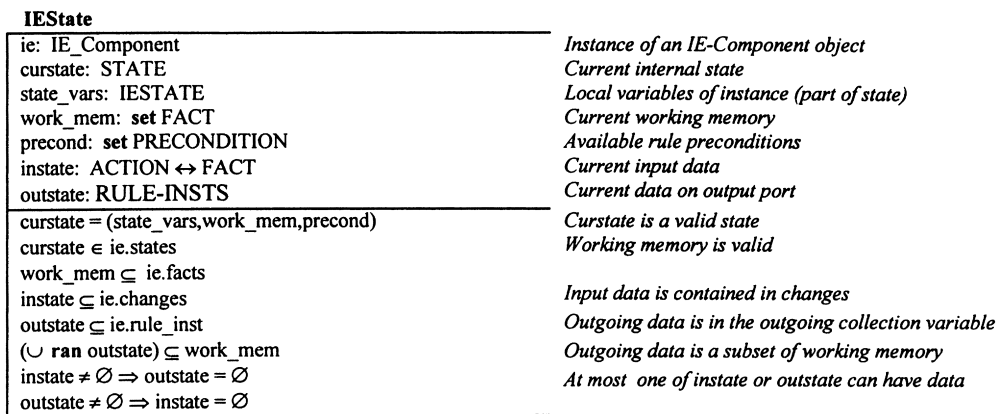 IEState
ie: IE_Component Instance of an IE-Component object
curstate: STATE Current internal state
state_vars: IESTATE Local variables of instance (part of state)
work_mem: set FACT Current working memory
precond: set PRECONDITION Available rule preconditions
instate: ACTION ↔ FACT Current input data
outstate: RULE-INSTS Current data on output port
curstate = (state_vars,work_mem,precond) Curstate is a valid state
curstate ∈ ie.states Working memory is valid
work_mem ⊆ ie.facts
instate ⊆ ie.changes Input data is contained in changes
outstate ⊆ ie.rule_inst Outgoing data is in the outgoing collection variable
(∪ ran outstate) ⊆ work_mem Outgoing data is a subset of working memory
instate ≠ ∅ ⇒ outstate = ∅ At most one of instate or outstate can have data
outstate ≠ ∅ ⇒ instate = ∅